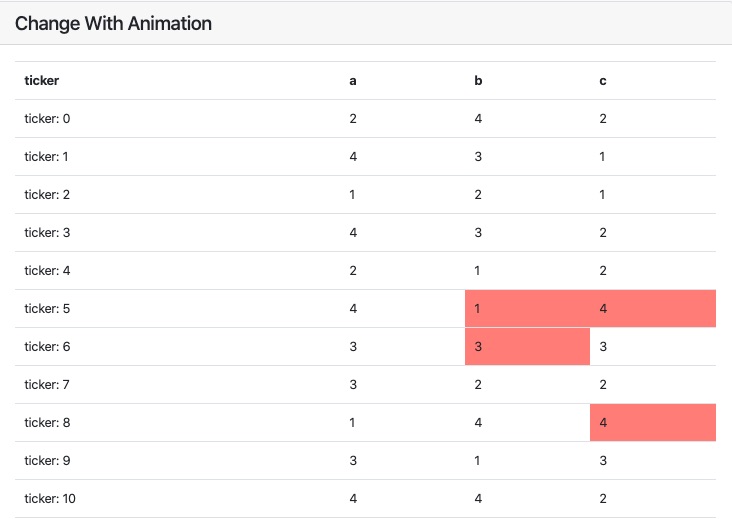 Change With Animation
ticker a b c
ticker: 0 2 4 2
ticker: 1 4 3 1
ticker: 2 1 2 1
ticker: 3 4 3 2
ticker: 4 2 1 2
ticker: 5 4 1 4
ticker: 6 3 3 3
ticker: 7 3 2 2
ticker: 8 1 4 4
ticker: 9 3 1 3
ticker: 10 4 4 2